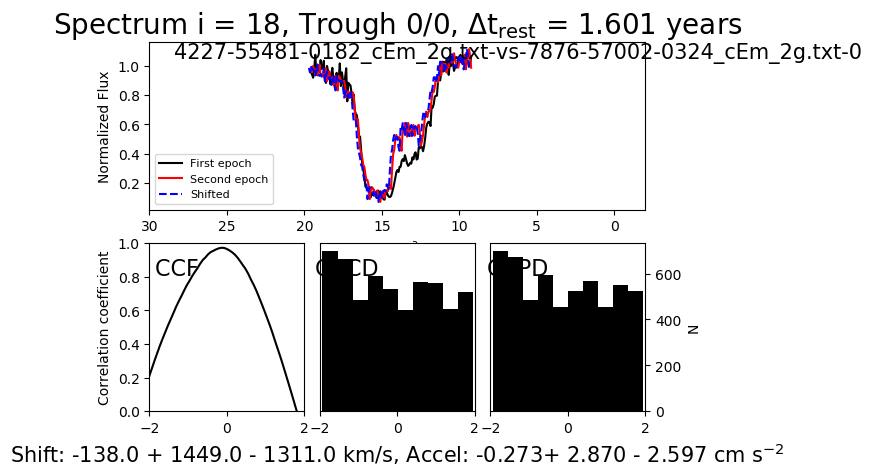 Spectrum i = 18, Trough 0/0, Δt_rest = 1.601 years
4227-55481-0182_cEm_2g.txt-vs-7876-57002-0324_cEm_2g.txt-0
Normalized Flux
1.0
0.8
0.6
0.4
0.2
First epoch
Second epoch
Shifted
30 25 20 15 10 5 0
Correlation coefficient
1.0
0.8
0.6
0.4
0.2
0.0
CCF
−2 0 2
−2 0 2
−2 0 2
600
400
200
0
N
Shift: -138.0 + 1449.0 - 1311.0 km/s, Accel: -0.273+ 2.870 - 2.597 cm s⁻²